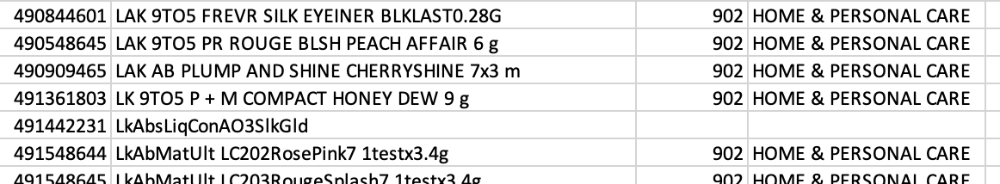 490844601 LAK 9TO5 FREVR SILK EYEINER BLKLAST0.28G 902 HOME & PERSONAL CARE
490548645 LAK 9TO5 PR ROUGE BLSH PEACH AFFAIR 6 g 902 HOME & PERSONAL CARE
490909465 LAK AB PLUMP AND SHINE CHERRYSHINE 7x3 m 902 HOME & PERSONAL CARE
491361803 LK 9TO5 P + M COMPACT HONEY DEW 9 g 902 HOME & PERSONAL CARE
491442231 LkAbsLiqConAO3SlkGld
491548644 LkAbMatUlt LC202RosePink7 1testx3.4g 902 HOME & PERSONAL CARE
491548645 LkAbMatUlt LC203RougeSplash7 1testx3.4g 902 HOME & PERSONAL CARE